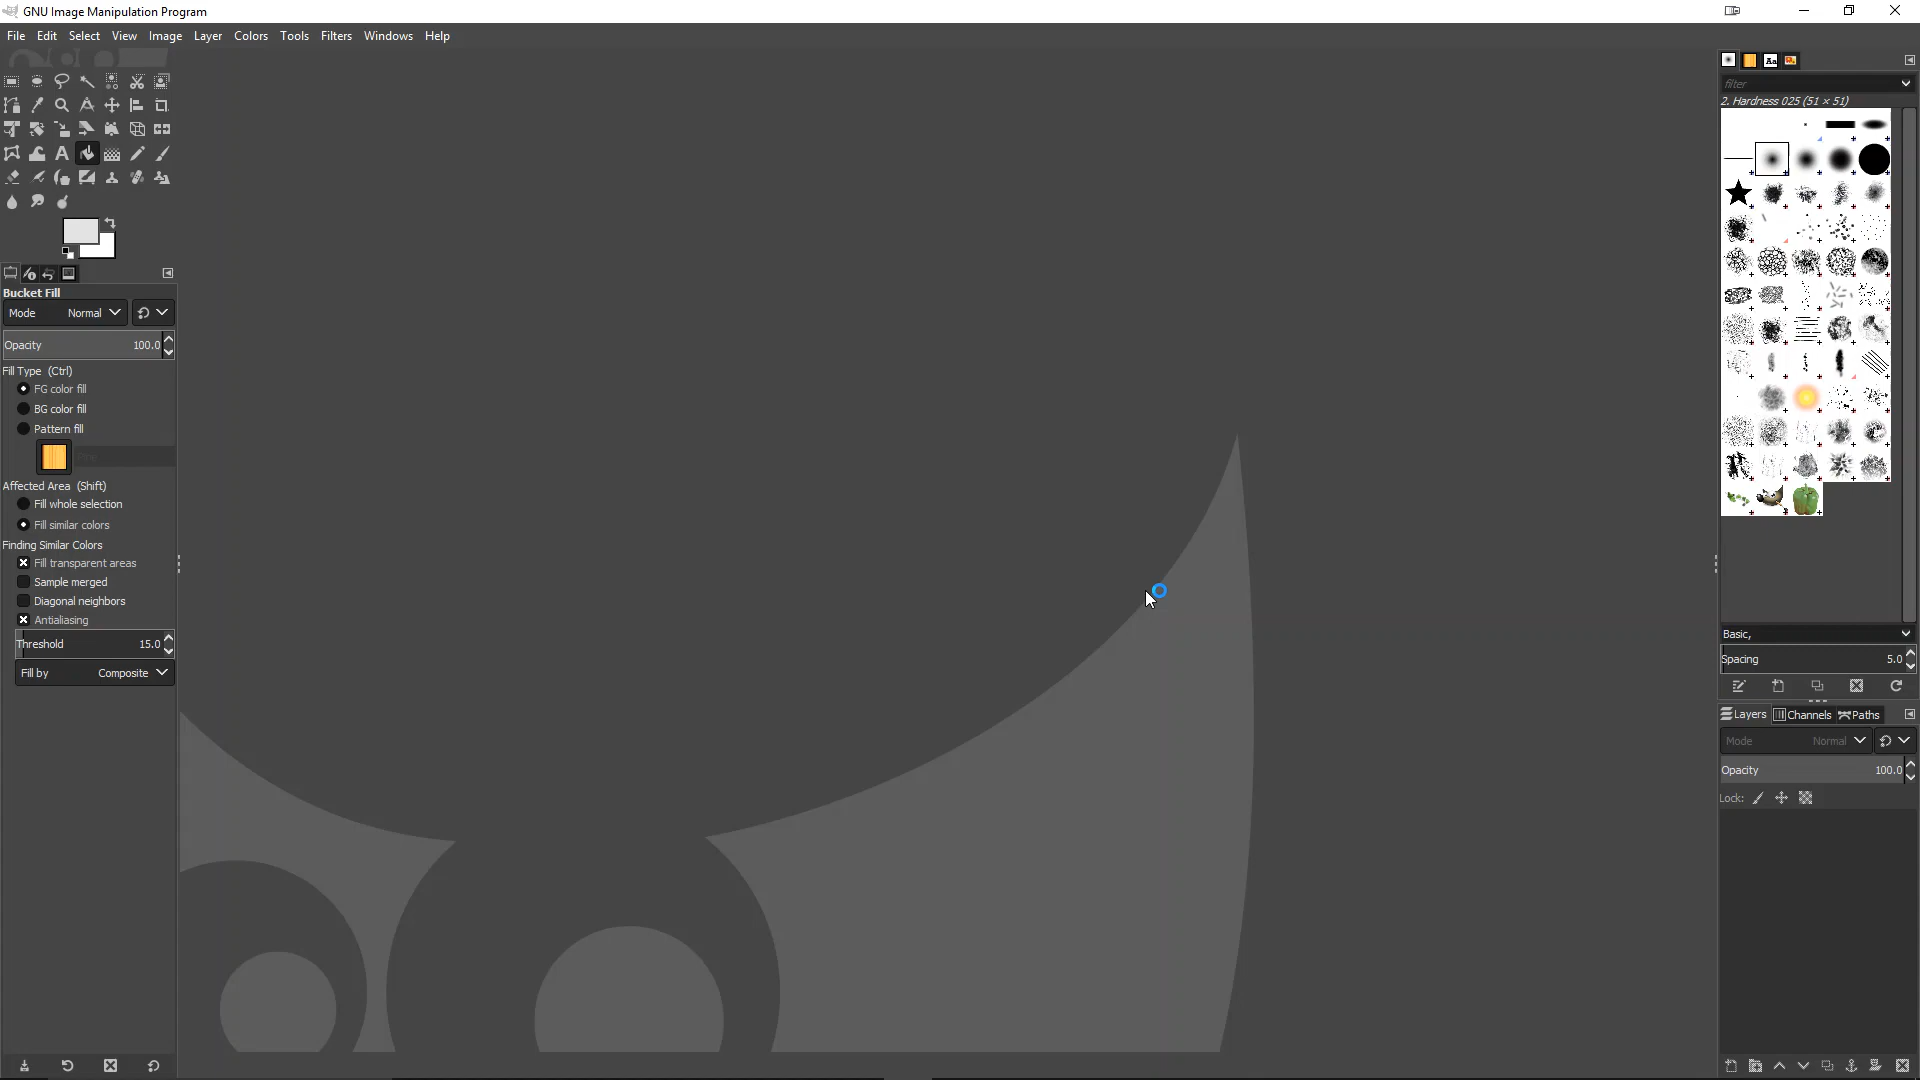 GNU Image Manipulation Program
File Edit Select View Image Layer Colors Tools Filters Windows Help
filter
2. Hardness 025 (51 × 51)
Bucket Fill
Mode Normal
Opacity 100.0
Fill Type (Ctrl)
FG color fill
BG color fill
Pattern fill
Affected Area (Shift)
Fill whole selection
Fill similar colors
Finding Similar Colors
Fill transparent areas
Sample merged
Diagonal neighbors
Antialiasing
Threshold 15.0
Fill by Composite
Basic,
Spacing 5.0
Layers Channels Paths
Mode Normal
Opacity 100.0
Lock: